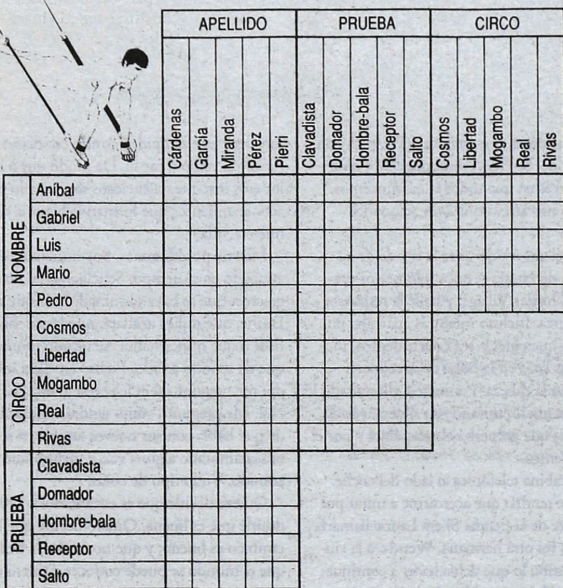 APELLIDO PRUEBA CIRCO
Cárdenas García Miranda Pérez Pierri Clavadista Domador Hombre-bala Receptor Salto Cosmos Libertad Mogambo Real Rivas
NOMBRE
Aníbal
Gabriel
Luis
Mario
Pedro
CIRCO
Cosmos
Libertad
Mogambo
Real
Rivas
PRUEBA
Clavadista
Domador
Hombre-bala
Receptor
Salto